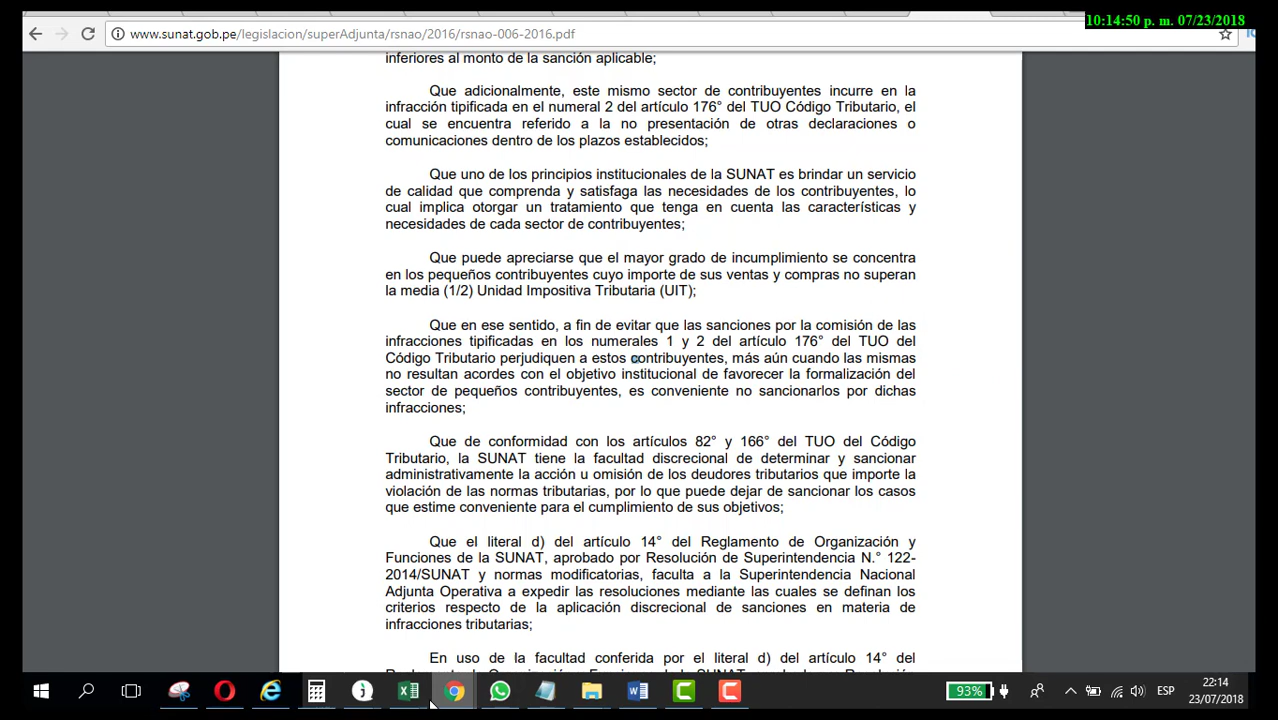 10:14:50 p. m. 07/23/2018
www.sunat.gob.pe/legislacion/superAdjunta/rsnao/2016/rsnao-006-2016.pdf
inferiores al monto de la sanción aplicable;
Que adicionalmente, este mismo sector de contribuyentes incurre en la
infracción tipificada en el numeral 2 del artículo 176° del TUO Código Tributario, el
cual se encuentra referido a la no presentación de otras declaraciones o
comunicaciones dentro de los plazos establecidos;
Que uno de los principios institucionales de la SUNAT es brindar un servicio
de calidad que comprenda y satisfaga las necesidades de los contribuyentes, lo
cual implica otorgar un tratamiento que tenga en cuenta las características y
necesidades de cada sector de contribuyentes;
Que puede apreciarse que el mayor grado de incumplimiento se concentra
en los pequeños contribuyentes cuyo importe de sus ventas y compras no superan
la media (1/2) Unidad Impositiva Tributaria (UIT);
Que en ese sentido, a fin de evitar que las sanciones por la comisión de las
infracciones tipificadas en los numerales 1 y 2 del artículo 176° del TUO del
Código Tributario perjudiquen a estos contribuyentes, más aún cuando las mismas
no resultan acordes con el objetivo institucional de favorecer la formalización del
sector de pequeños contribuyentes, es conveniente no sancionarlos por dichas
infracciones;
Que de conformidad con los artículos 82° y 166° del TUO del Código
Tributario, la SUNAT tiene la facultad discrecional de determinar y sancionar
administrativamente la acción u omisión de los deudores tributarios que importe la
violación de las normas tributarias, por lo que puede dejar de sancionar los casos
que estime conveniente para el cumplimiento de sus objetivos;
Que el literal d) del artículo 14° del Reglamento de Organización y
Funciones de la SUNAT, aprobado por Resolución de Superintendencia N.° 122-
2014/SUNAT y normas modificatorias, faculta a la Superintendencia Nacional
Adjunta Operativa a expedir las resoluciones mediante las cuales se definan los
criterios respecto de la aplicación discrecional de sanciones en materia de
infracciones tributarias;
En uso de la facultad conferida por el literal d) del artículo 14° del
93%
ESP
22:14
23/07/2018